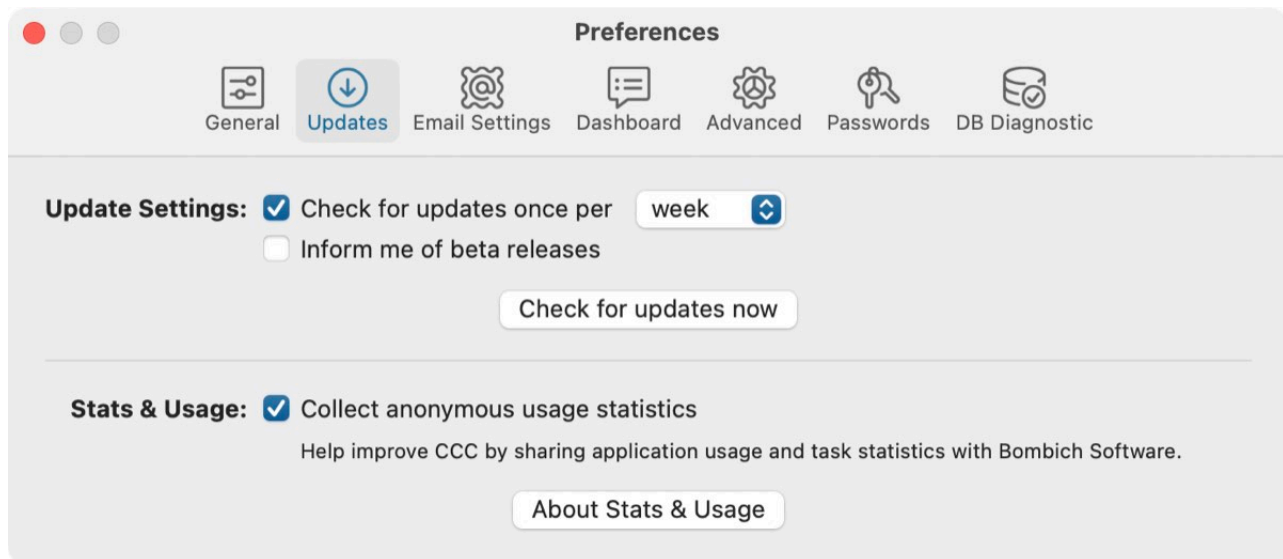 Preferences
General Updates Email Settings Dashboard Advanced Passwords DB Diagnostic
Update Settings: Check for updates once per week
Inform me of beta releases
Check for updates now
Stats & Usage: Collect anonymous usage statistics
Help improve CCC by sharing application usage and task statistics with Bombich Software.
About Stats & Usage